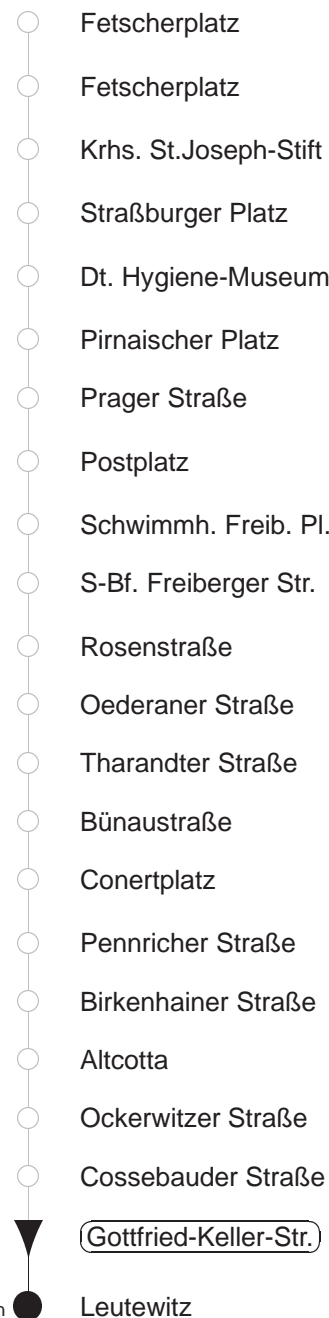 Fetscherplatz
Fetscherplatz
Krhs. St.Joseph-Stift
Straßburger Platz
Dt. Hygiene-Museum
Pirnaischer Platz
Prager Straße
Postplatz
Schwimmh. Freib. Pl.
S-Bf. Freiberger Str.
Rosenstraße
Oederaner Straße
Tharandter Straße
Bünaustraße
Conertplatz
Pennricher Straße
Birkenhainer Straße
Altcotta
Ockerwitzer Straße
Cossebauder Straße
Gottfried-Keller-Str.
Leutewitz